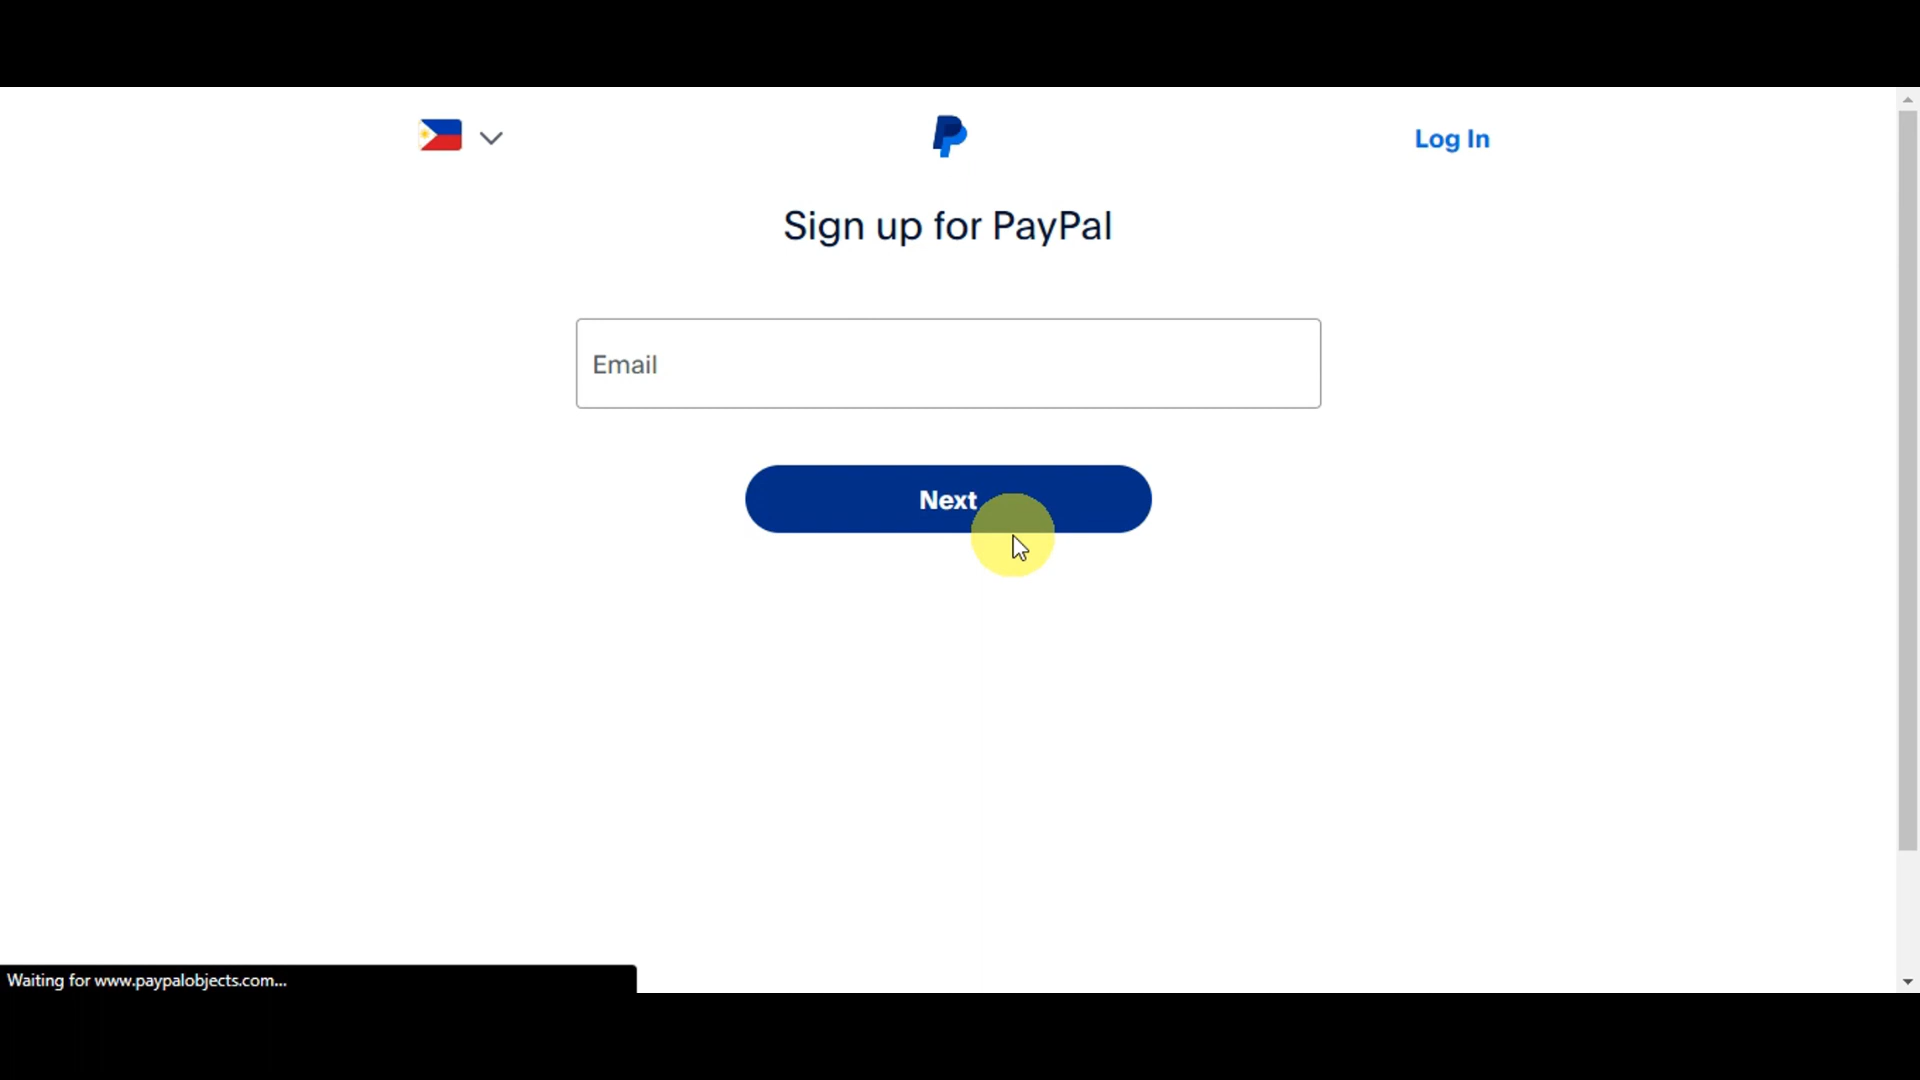 Log In
Sign up for PayPal
Email
Next
Waiting for www.paypalobjects.com...